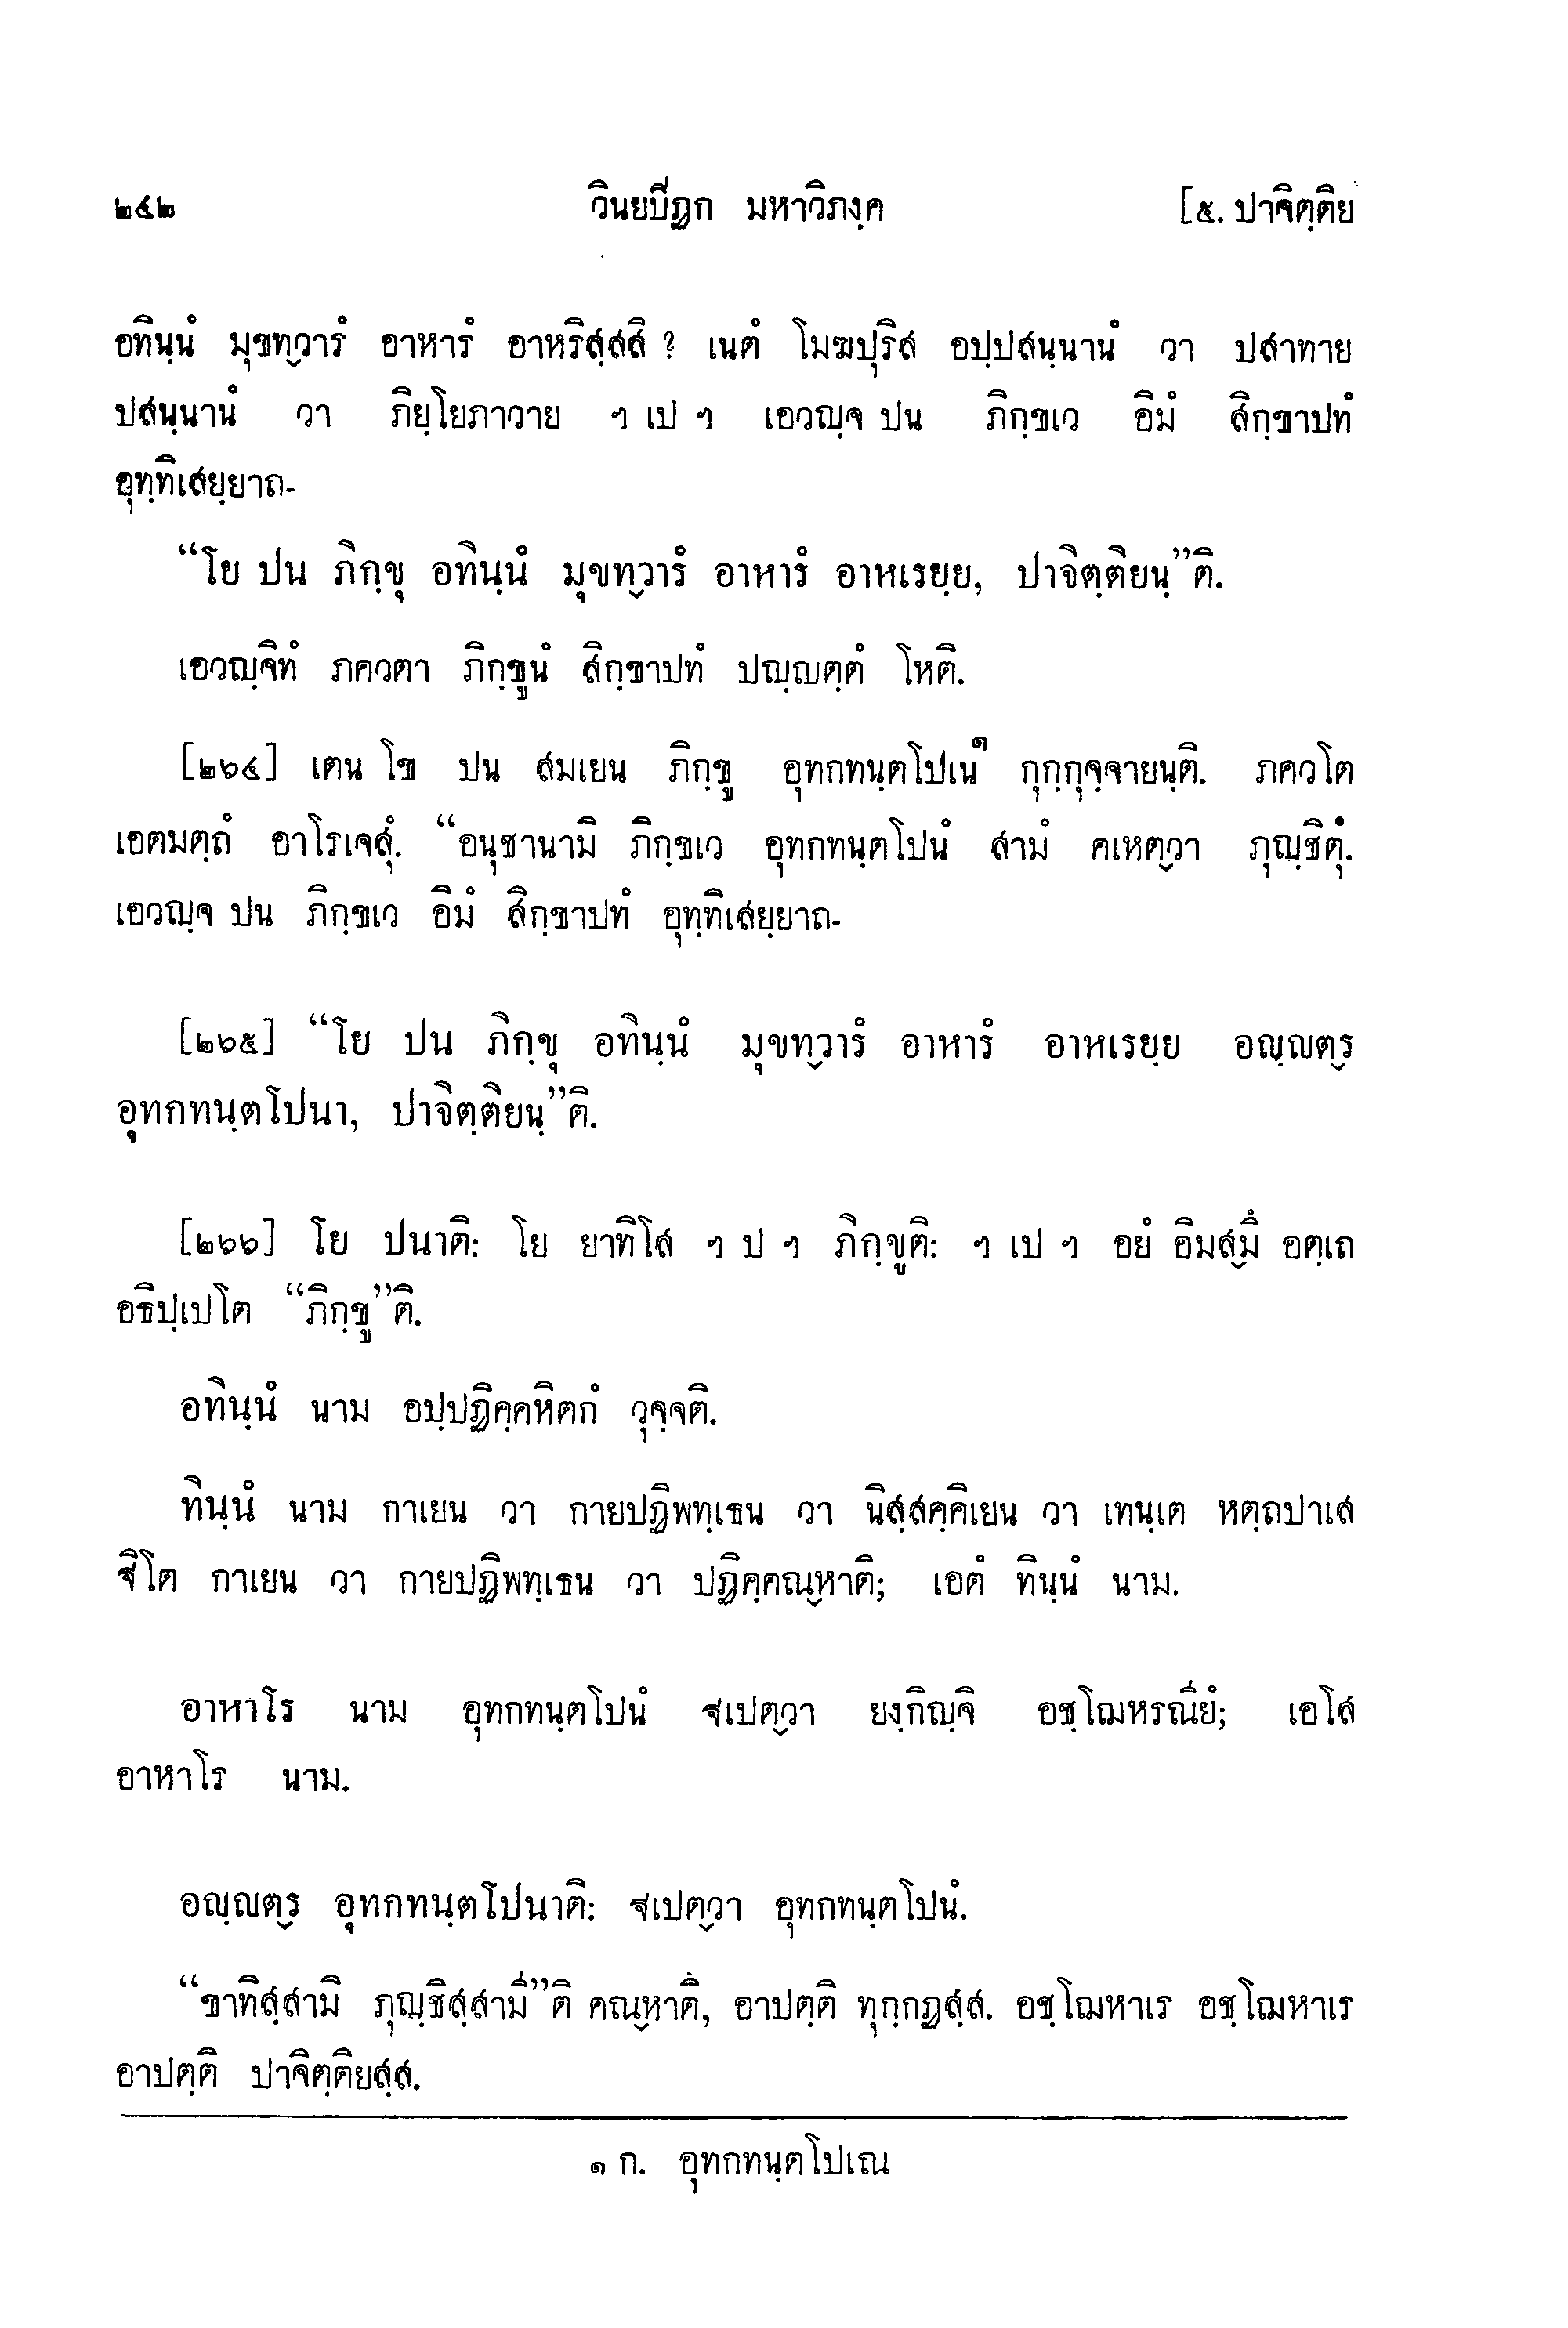 ๒๔๒ วินยปีฏก มหาวิภงฺค [๕. ปาจิตฺติย
อทินฺนํ มุขทฺวารํ อาหารํ อาหริสฺสสิ ? เนตํ โมฆปุริส อปฺปสนฺนานํ วา ปสาทาย
ปสนฺนานํ วา ภิยฺโยภาวาย ฯ เป ฯ เอวญฺจ ปน ภิกฺขเว อิมํ สิกฺขาปทํ
อุทฺทิเสยฺยาถ-
“โย ปน ภิกฺขุ อทินฺนํ มุขทฺวารํ อาหารํ อาหเรยฺย, ปาจิตฺติยนฺ”ติ.
เอวญฺจิทํ ภควตา ภิกฺขูนํ สิกฺขาปทํ ปญฺญตฺตํ โหติ.
[๒๖๔] เตน โข ปน สมเยน ภิกฺขู อุทกทนฺตโปเน๑ กุกฺกุจฺจายนฺติ. ภควโต
เอตมตฺถํ อาโรเจสุํ. “อนุชานามิ ภิกฺขเว อุทกทนฺตโปนํ สามํ คเหตฺวา ภุญฺชิตุํ.
เอวญฺจ ปน ภิกฺขเว อิมํ สิกฺขาปทํ อุทฺทิเสยฺยาถ-
[๒๖๕] “โย ปน ภิกฺขุ อทินฺนํ มุขทฺวารํ อาหารํ อาหเรยฺย อญฺญตฺร
อุทกทนฺตโปนา, ปาจิตฺติยนฺ”ติ.
[๒๖๖] โย ปนาติ: โย ยาทิโส ฯ ป ฯ ภิกฺขูติ: ฯ เป ฯ อยํ อิมสฺมิํ อตฺเถ
อธิปฺเปโต “ภิกฺขู”ติ.
อทินฺนํ นาม อปฺปฏิคฺคหิตกํ วุจฺจติ.
ทินฺนํ นาม กาเยน วา กายปฏิพทฺเธน วา นิสฺสคฺคิเยน วา เทนฺเต หตฺถปาเส
ฐิโต กาเยน วา กายปฏิพทฺเธน วา ปฏิคฺคณฺหาติ; เอตํ ทินฺนํ นาม.
อาหาโร นาม อุทกทนฺตโปนํ ฐเปตฺวา ยงฺกิญฺจิ อชฺโฌหรณียํ; เอโส
อาหาโร นาม.
อญฺญตฺร อุทกทนฺตโปนาติ: ฐเปตฺวา อุทกทนฺตโปนํ.
“ขาทิสฺสามิ ภุญฺชิสฺสามี”ติ คณฺหาติ, อาปตฺติ ทุกฺกฏสฺส. อชฺโฌหาเร อชฺโฌหาเร
อาปตฺติ ปาจิตฺติยสฺส.
๑ ก. อุทกทนฺตโปเณ